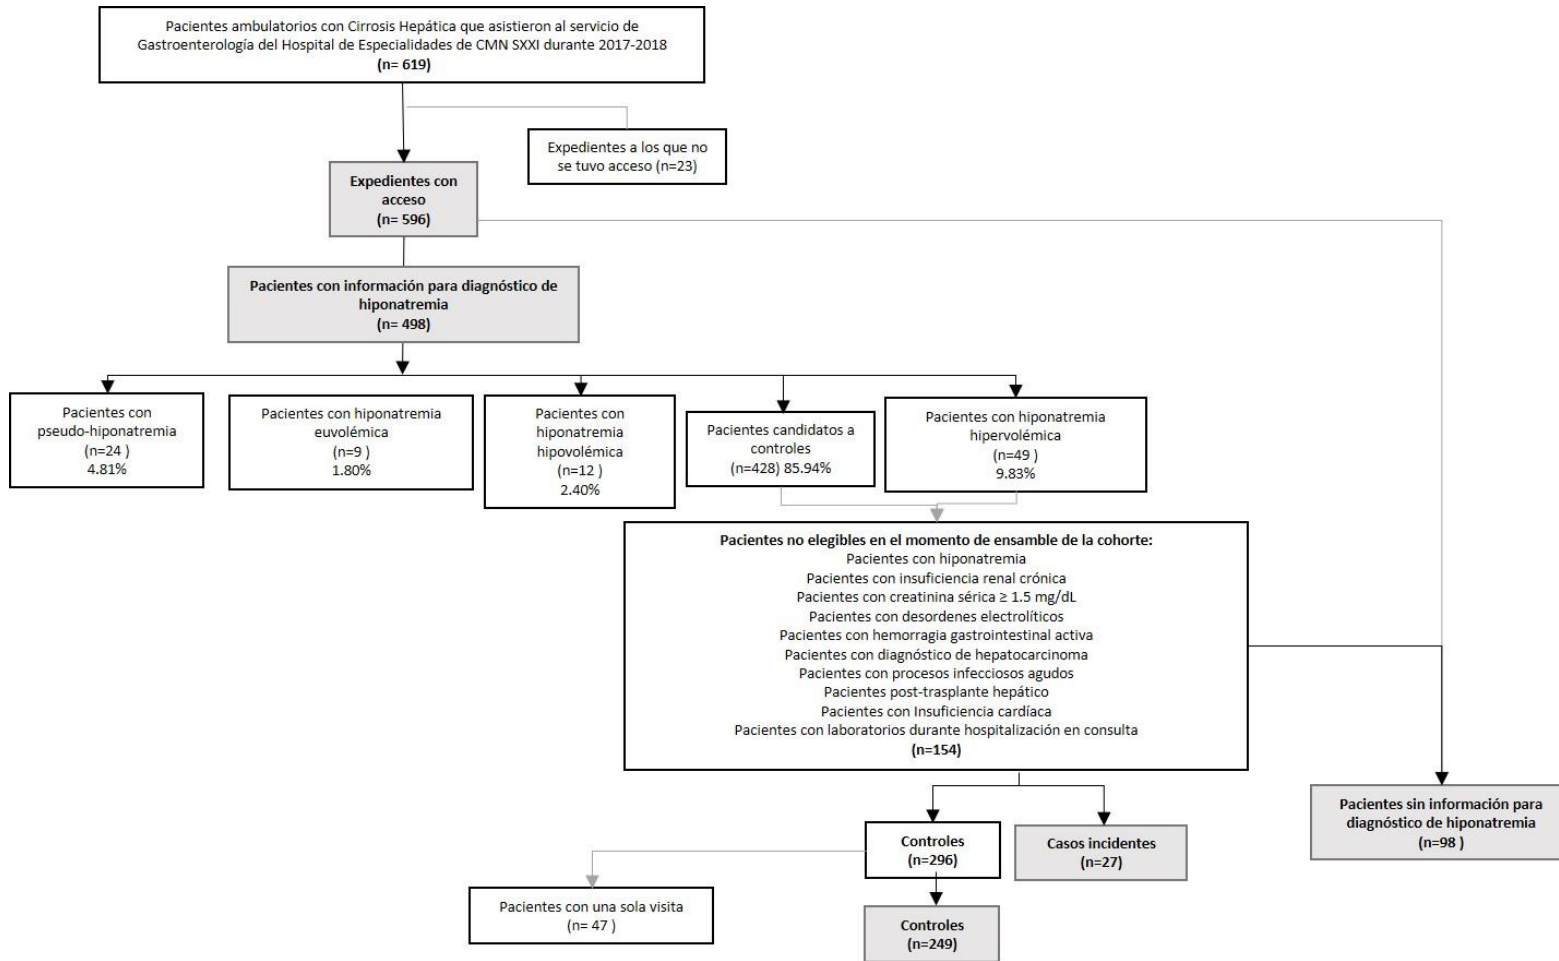 Pacientes ambulatorios con Cirrosis Hepática que asistieron al servicio de
Gastroenterología del Hospital de Especialidades de CMN SXXI durante 2017-2018
(n= 619)
Expedientes a los que no
se tuvo acceso (n=23)
Expedientes con
acceso
(n= 596)
Pacientes con información para diagnóstico de
hiponatremia
(n= 498)
Pacientes con
pseudo-hiponatremia
(n=24 )
4.81%
Pacientes con hiponatremia
euvolémica
(n=9 )
1.80%
Pacientes con
hiponatremia
hipovolémica
(n=12 )
2.40%
Pacientes candidatos a
controles
(n=428) 85.94%
Pacientes con hiponatremia
hipervolémica
(n=49 )
9.83%
Pacientes no elegibles en el momento de ensamble de la cohorte:
Pacientes con hiponatremia
Pacientes con insuficiencia renal crónica
Pacientes con creatinina sérica ≥ 1.5 mg/dL
Pacientes con desordenes electrolíticos
Pacientes con hemorragia gastrointestinal activa
Pacientes con diagnóstico de hepatocarcinoma
Pacientes con procesos infecciosos agudos
Pacientes post-trasplante hepático
Pacientes con Insuficiencia cardíaca
Pacientes con laboratorios durante hospitalización en consulta
(n=154)
Pacientes sin información para
diagnóstico de hiponatremia
(n=98 )
Controles
(n=296)
Casos incidentes
(n=27)
Pacientes con una sola visita
(n= 47 )
Controles
(n=249)